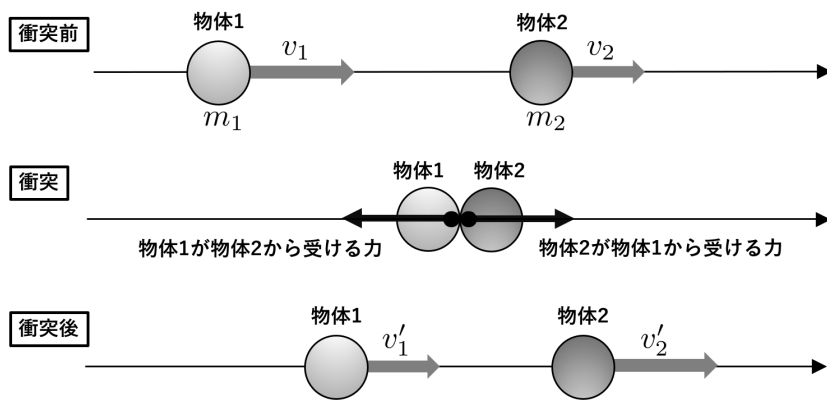 衝突前
物体1
物体2
v₁
v₂
m₁
m₂
衝突
物体1
物体2
物体1が物体2から受ける力
物体2が物体1から受ける力
衝突後
物体1
物体2
v′₁
v′₂